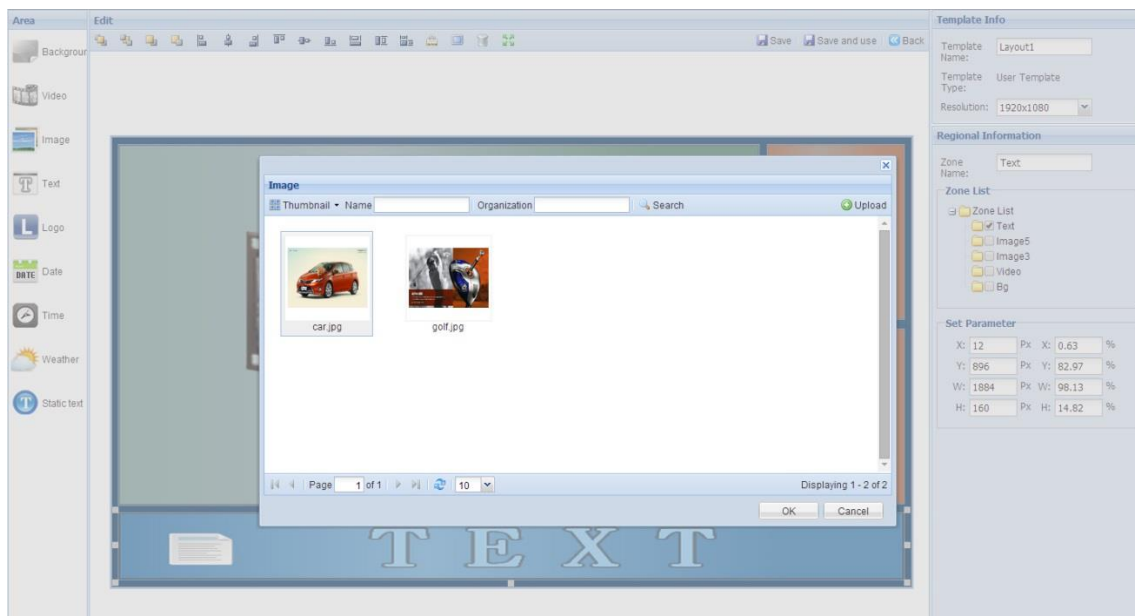 Area
Edit
Template Info
Backgrour
Video
Image
Text
Logo
DATE Date
Time
Weather
Static text
Save Save and use Back
Template Name: Layout1
Template Type: User Template
Resolution: 1920x1080
Regional Information
Zone Name: Text
Zone List
Zone List
Text
Image5
Image3
Video
Bg
Set Parameter
X: 12 Px X: 0.63 %
Y: 896 Px Y: 82.97 %
W: 1884 Px W: 98.13 %
H: 160 Px H: 14.82 %
Image
Thumbnail Name Organization Search Upload
car.jpg
golf.jpg
Page 1 of 1 10 Displaying 1 - 2 of 2
OK Cancel
TEXT